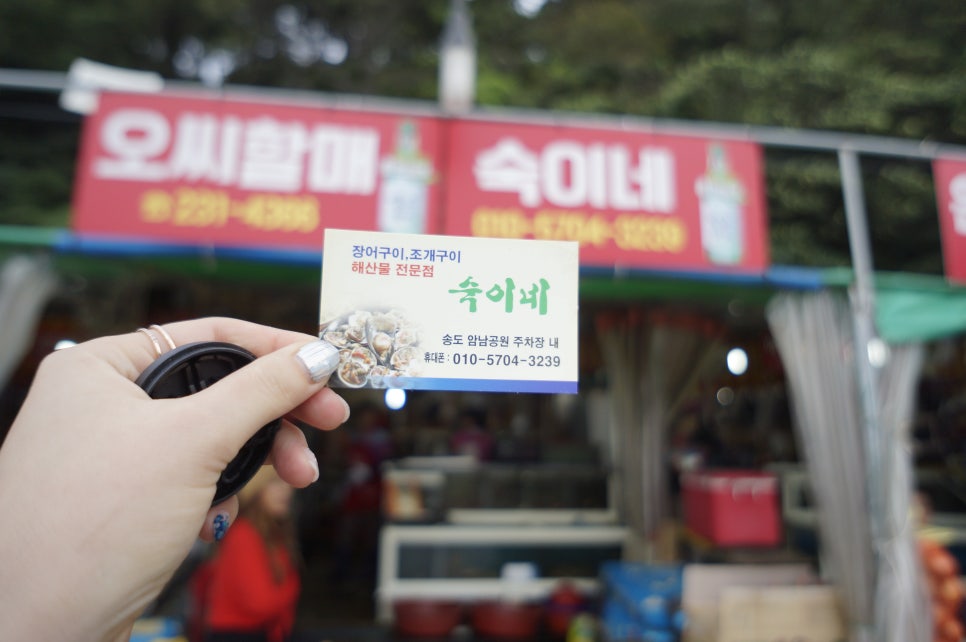 오씨할매
숙이네
010-5704-3239
장어구이,조개구이
해산물 전문점
숙이네
송도 암남공원 주차장 내
휴대폰 : 010-5704-3239